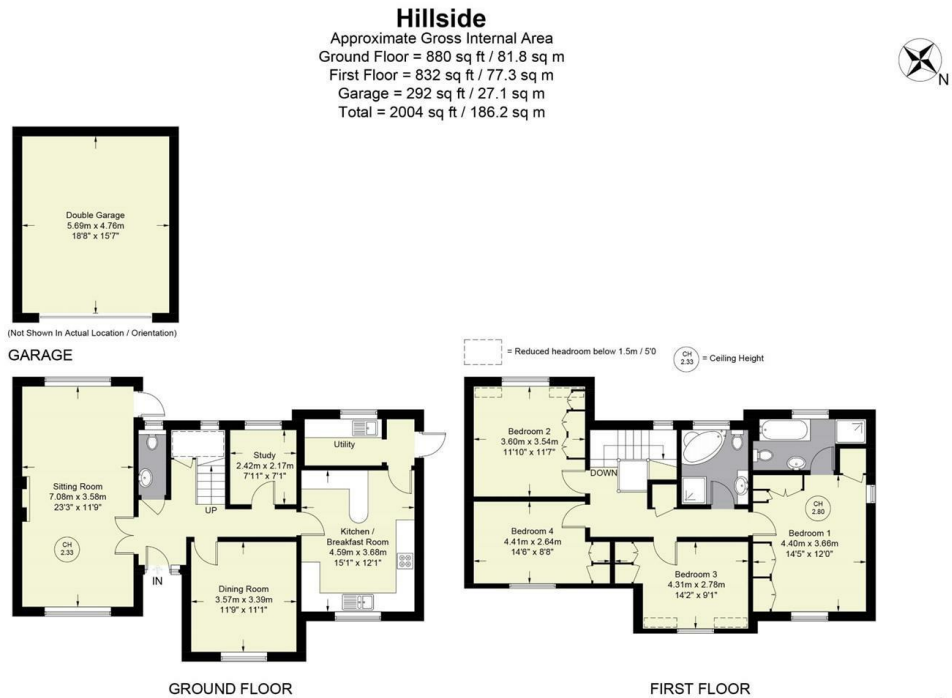 Hillside
Approximate Gross Internal Area
Ground Floor = 880 sq ft / 81.8 sq m
First Floor = 832 sq ft / 77.3 sq m
Garage = 292 sq ft / 27.1 sq m
Total = 2004 sq ft / 186.2 sq m
N
Double Garage
5.69m x 4.76m
18'8" x 15'7"
(Not Shown In Actual Location / Orientation)
GARAGE
= Reduced headroom below 1.5m / 5'0
CH
2.33
= Ceiling Height
Sitting Room
7.08m x 3.58m
23'3" x 11'9"
CH
2.33
IN
UP
Study
2.42m x 2.17m
7'11" x 7'1"
Utility
Kitchen /
Breakfast Room
4.59m x 3.68m
15'1" x 12'1"
Dining Room
3.57m x 3.39m
11'9" x 11'1"
GROUND FLOOR
Bedroom 2
3.60m x 3.54m
11'10" x 11'7"
DOWN
Bedroom 4
4.41m x 2.64m
14'6" x 8'8"
Bedroom 3
4.31m x 2.78m
14'2" x 9'1"
CH
2.80
Bedroom 1
4.40m x 3.66m
14'5" x 12'0"
FIRST FLOOR